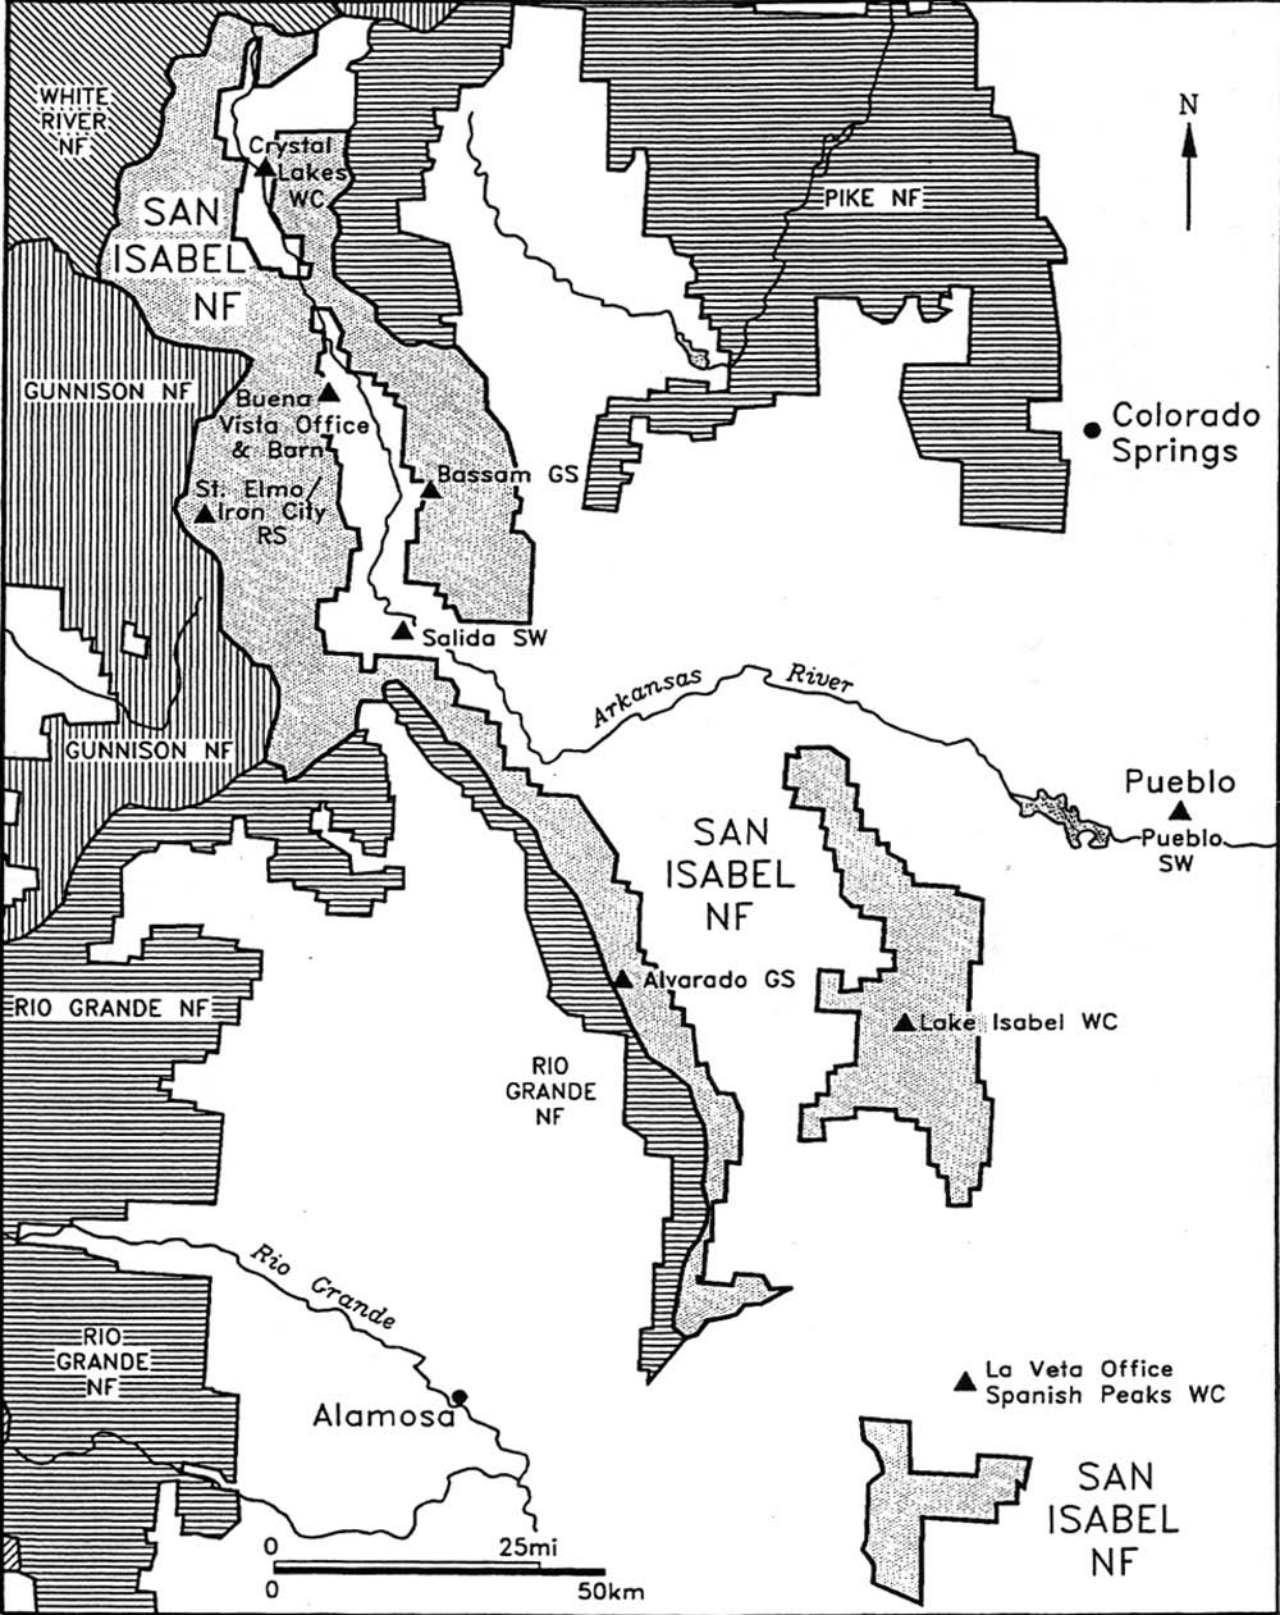 WHITE
RIVER
NF
N
Crystal
Lakes
WC
PIKE NF
SAN
ISABEL
NF
GUNNISON NF
Buena
Vista Office
& Barn
Colorado
Springs
Bassam GS
St. Elmo/
Iron City
RS
Salida SW
Arkansas River
GUNNISON NF
Pueblo
Pueblo
SW
SAN
ISABEL
NF
Alvarado GS
RIO GRANDE NF
Lake Isabel WC
RIO
GRANDE
NF
Rio Grande
RIO
GRANDE
NF
La Veta Office
Spanish Peaks WC
Alamosa
SAN
ISABEL
NF
0 25mi
0 50km